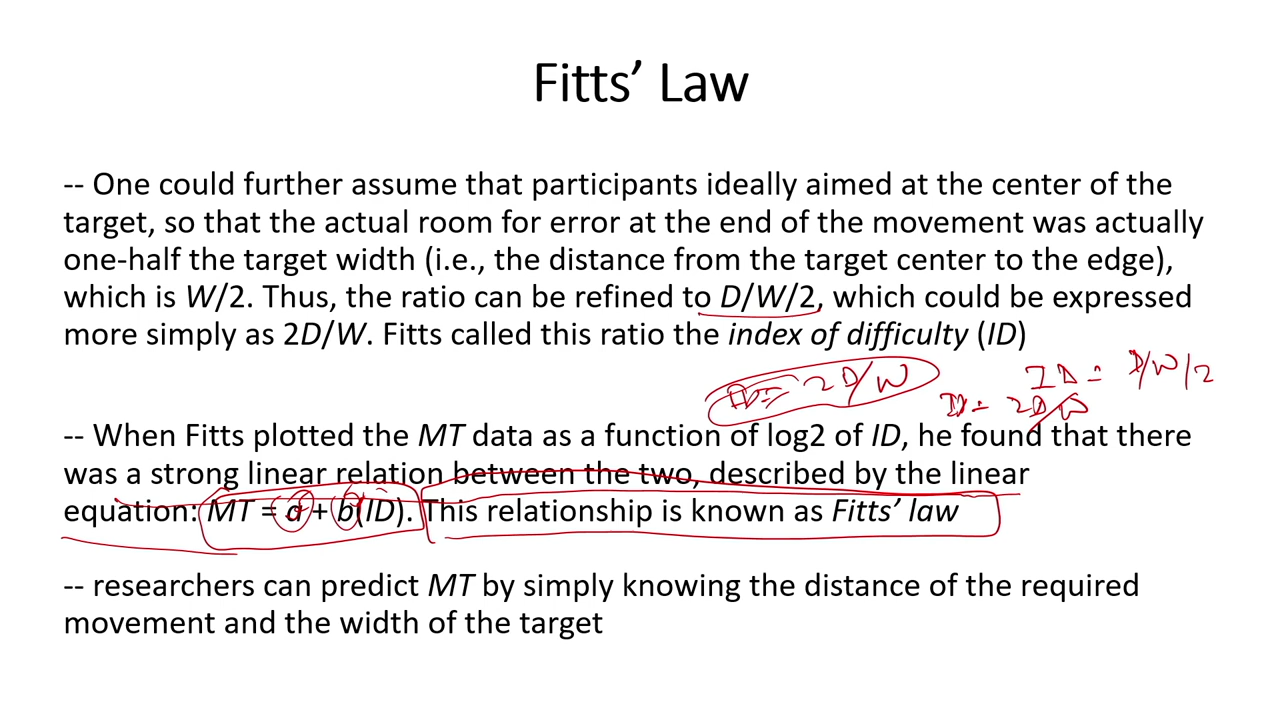 Fitts’ Law
-- One could further assume that participants ideally aimed at the center of the
target, so that the actual room for error at the end of the movement was actually
one-half the target width (i.e., the distance from the target center to the edge),
which is W/2. Thus, the ratio can be refined to D/W/2, which could be expressed
more simply as 2D/W. Fitts called this ratio the index of difficulty (ID)
ID = D/W/2
ID = 2D/W
ID = 2D/W
-- When Fitts plotted the MT data as a function of log2 of ID, he found that there
was a strong linear relation between the two, described by the linear
equation: MT = a + b(ID). This relationship is known as Fitts’ law
-- researchers can predict MT by simply knowing the distance of the required
movement and the width of the target